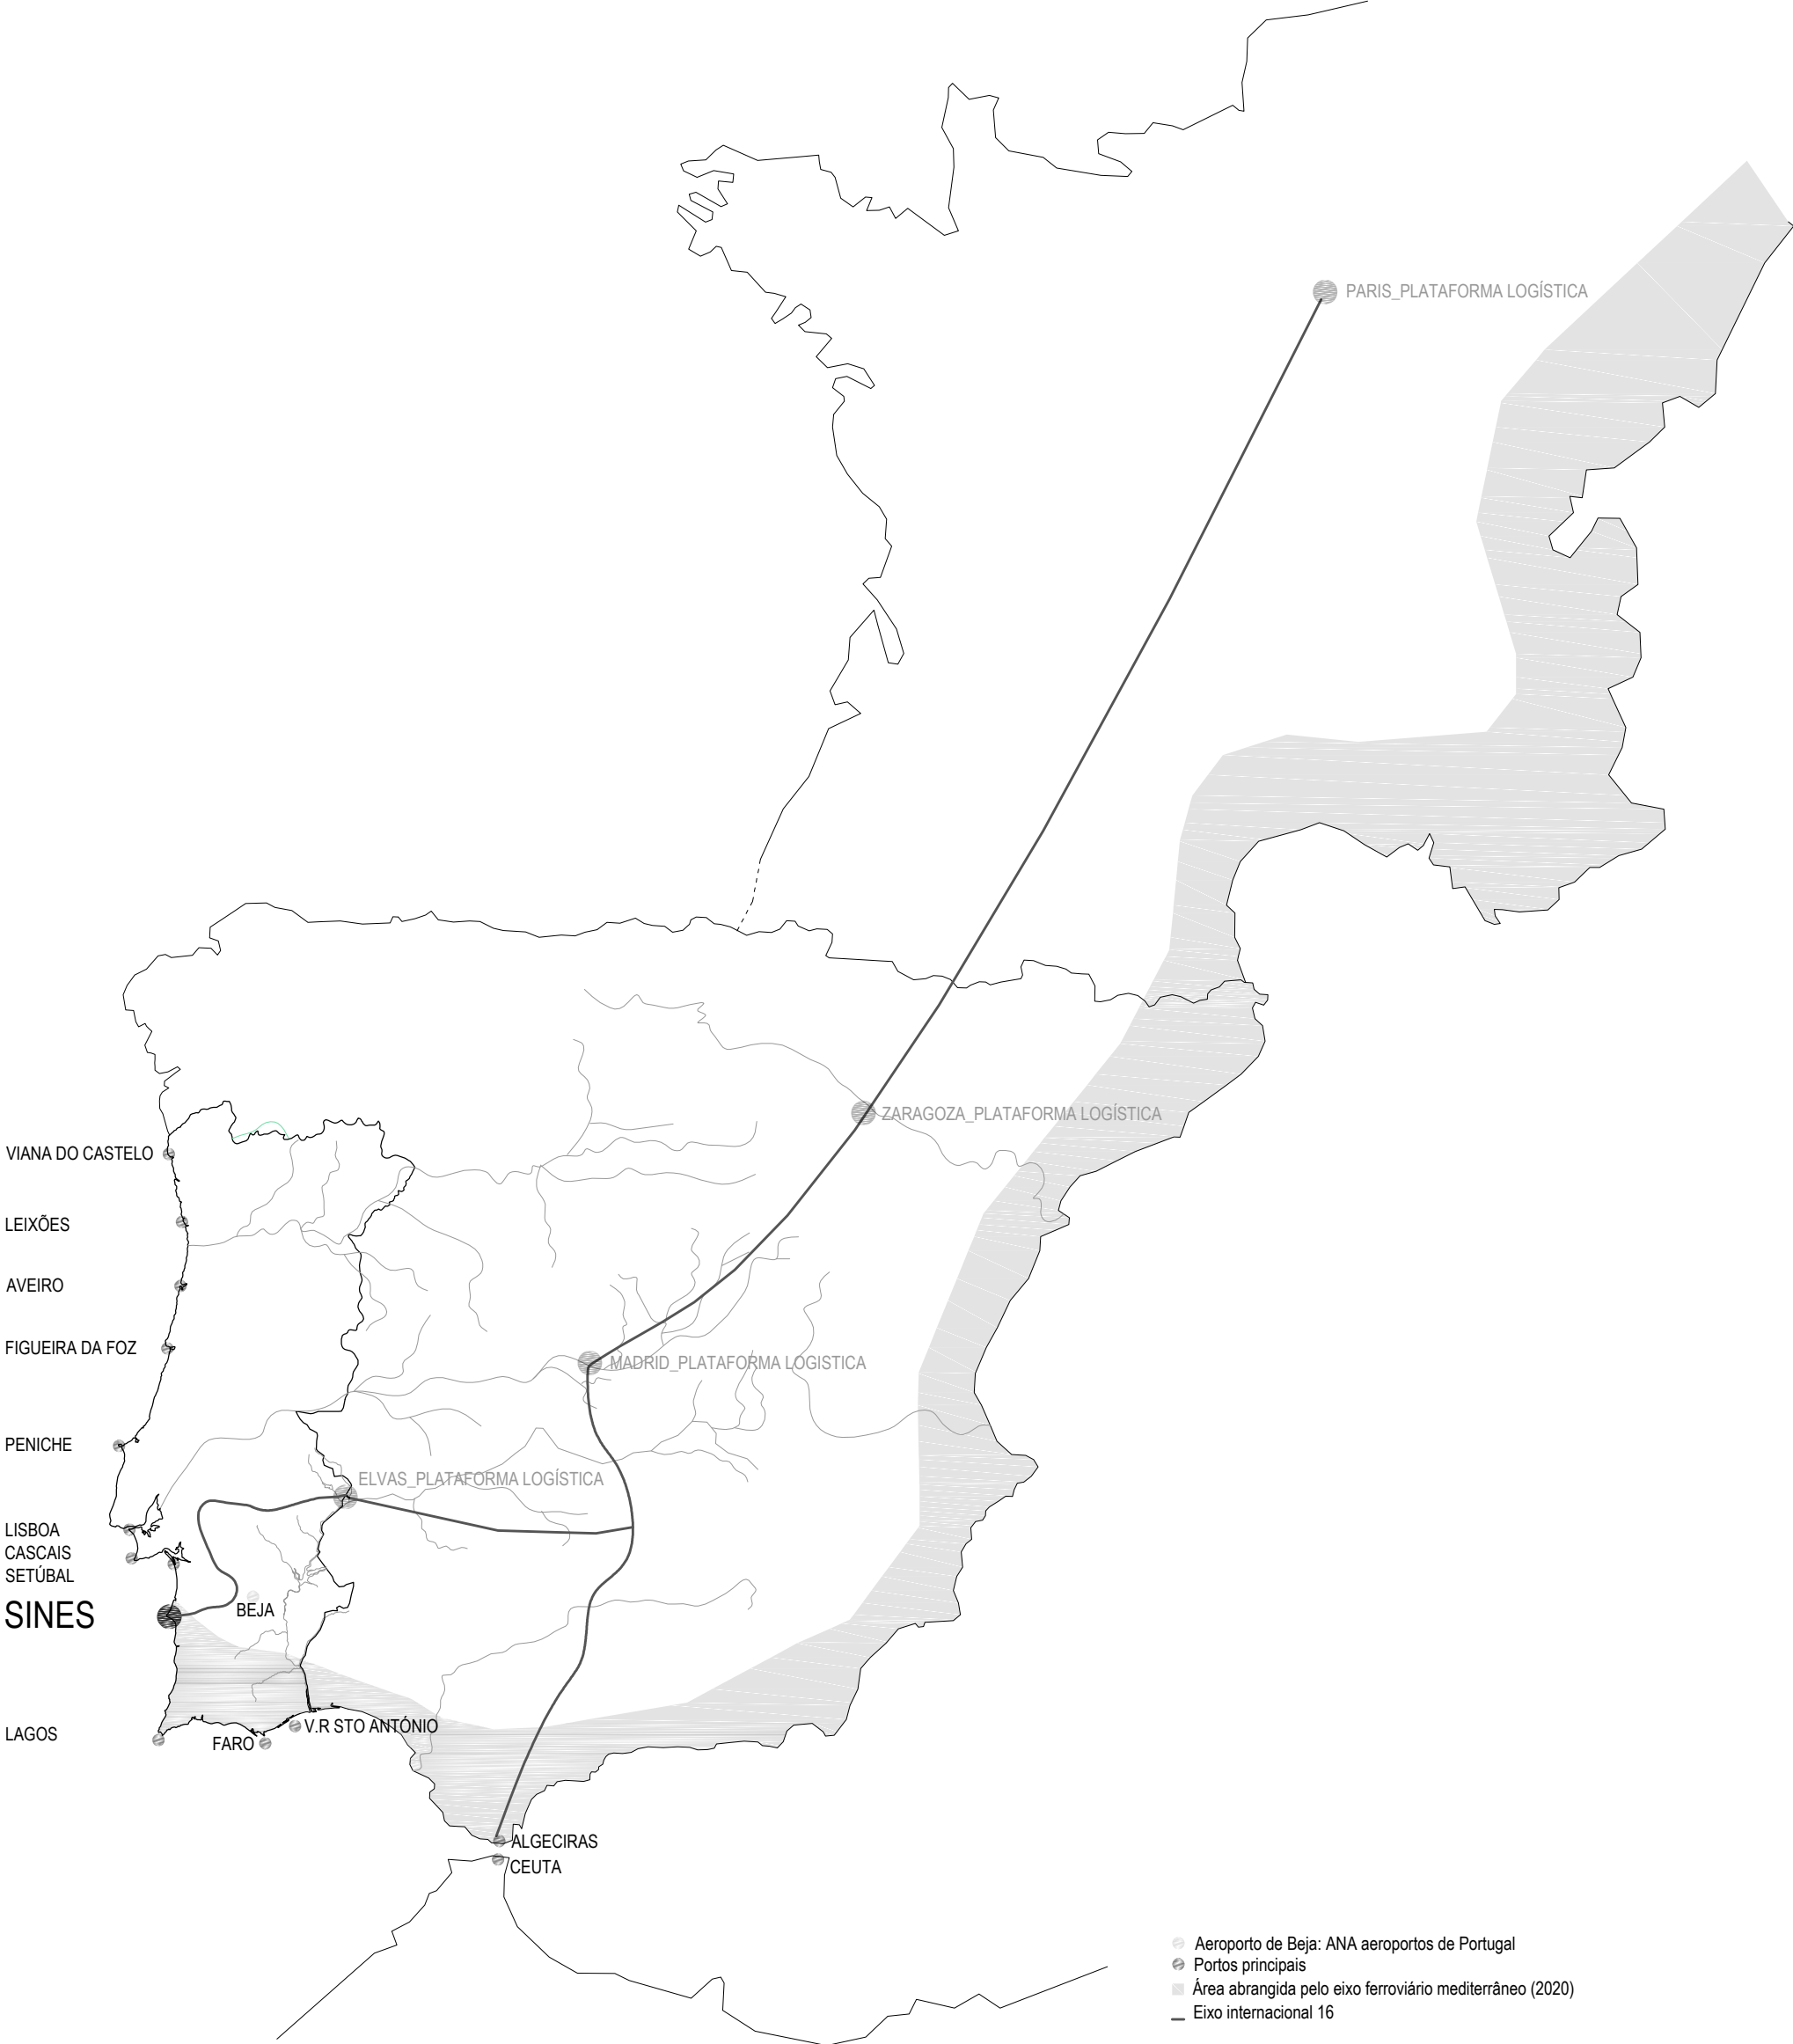 PARIS_PLATAFORMA LOGÍSTICA
ZARAGOZA_PLATAFORMA LOGÍSTICA
VIANA DO CASTELO
LEIXÕES
AVEIRO
FIGUEIRA DA FOZ
MADRID_PLATAFORMA LOGISTICA
PENICHE
ELVAS_PLATAFORMA LOGÍSTICA
LISBOA
CASCAIS
SETÚBAL
SINES
BEJA
LAGOS
FARO
V.R STO ANTÓNIO
ALGECIRAS
CEUTA
Aeroporto de Beja: ANA aeroportos de Portugal
Portos principais
Área abrangida pelo eixo ferroviário mediterrâneo (2020)
Eixo internacional 16